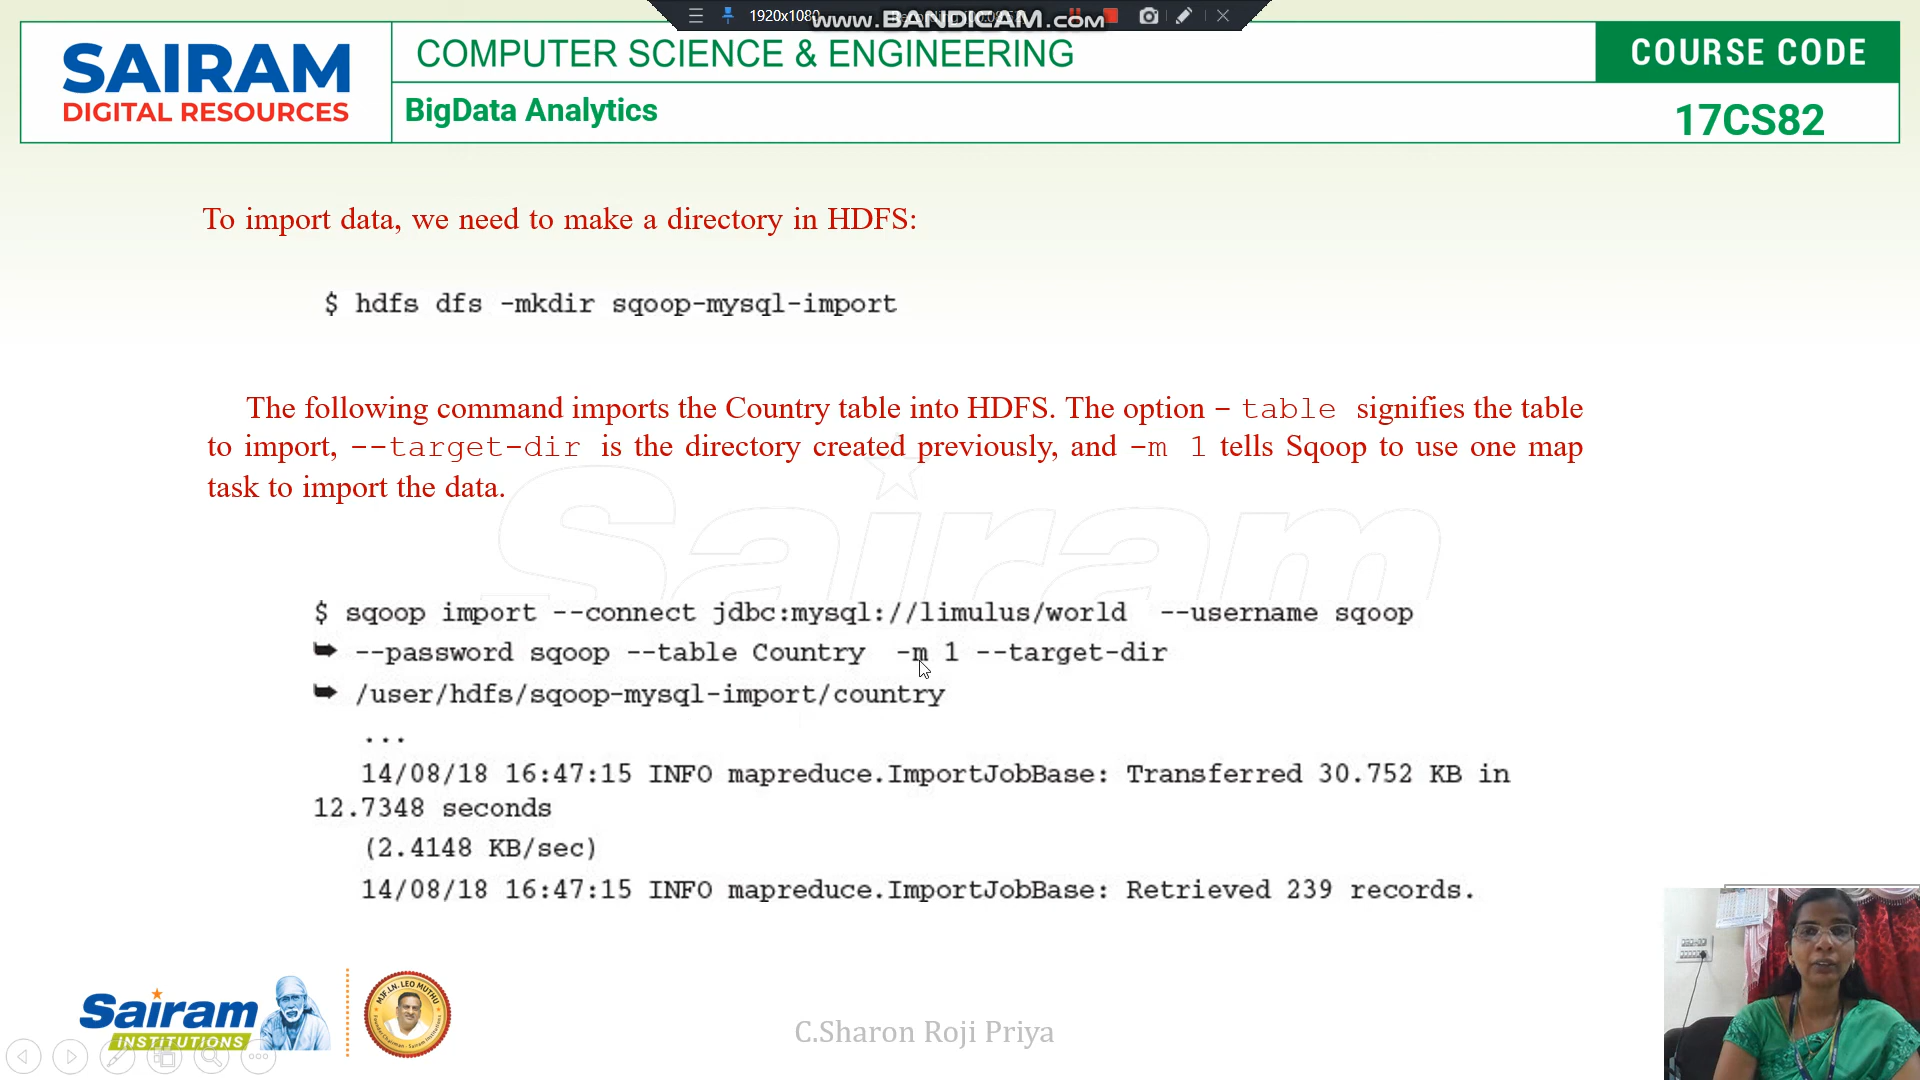 1920x1080
www.BANDICAM.com
SAIRAM
DIGITAL RESOURCES
COMPUTER SCIENCE & ENGINEERING
BigData Analytics
COURSE CODE
17CS82
To import data, we need to make a directory in HDFS:
$ hdfs dfs -mkdir sqoop-mysql-import
The following command imports the Country table into HDFS. The option – table signifies the table
to import, --target-dir is the directory created previously, and -m 1 tells Sqoop to use one map
task to import the data.
Sairam
$ sqoop import --connect jdbc:mysql://limulus/world --username sqoop
➥ --password sqoop --table Country -m 1 --target-dir
➥ /user/hdfs/sqoop-mysql-import/country
...
14/08/18 16:47:15 INFO mapreduce.ImportJobBase: Transferred 30.752 KB in
12.7348 seconds
(2.4148 KB/sec)
14/08/18 16:47:15 INFO mapreduce.ImportJobBase: Retrieved 239 records.
Sairam
INSTITUTIONS
MJF.LN. LEO MUTHU
C.Sharon Roji Priya